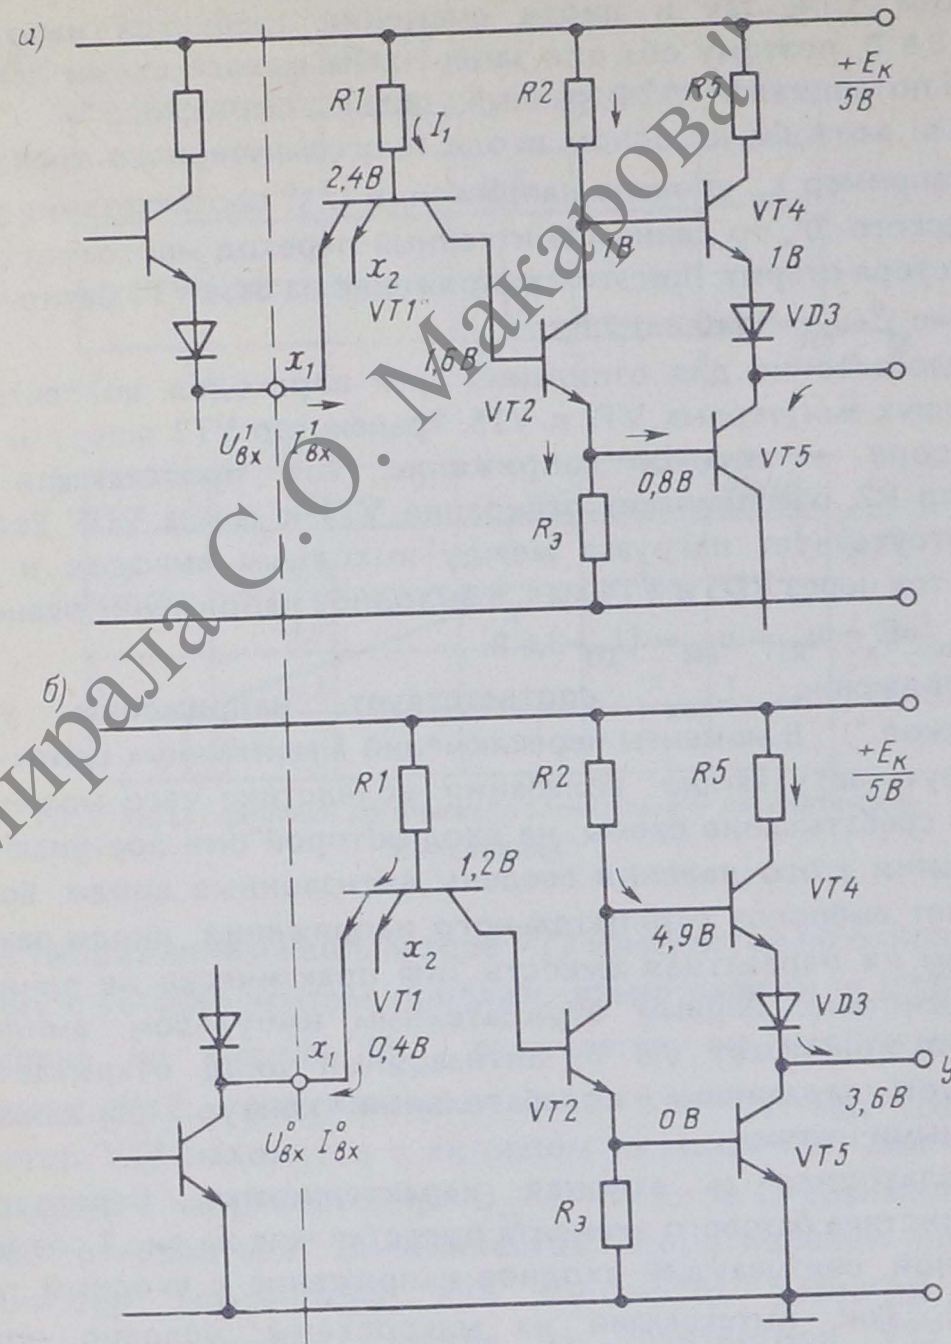 а)
R1
I₁
R2
R5
+Eк
5В
2,4В
x₂
VT1
VT4
1В
1В
VD3
x₁
U¹вх I¹вх
1,6В
VT2
0,8В
VT5
Rэ
пирала С.О. Макарова"
б)
R1
R2
R5
+Eк
5В
1,2В
x₂
VT1
0,4В
x₁
U⁰вх I⁰вх
4,9В
VT4
VD3
y
3,6В
VT2
0В
VT5
Rэ